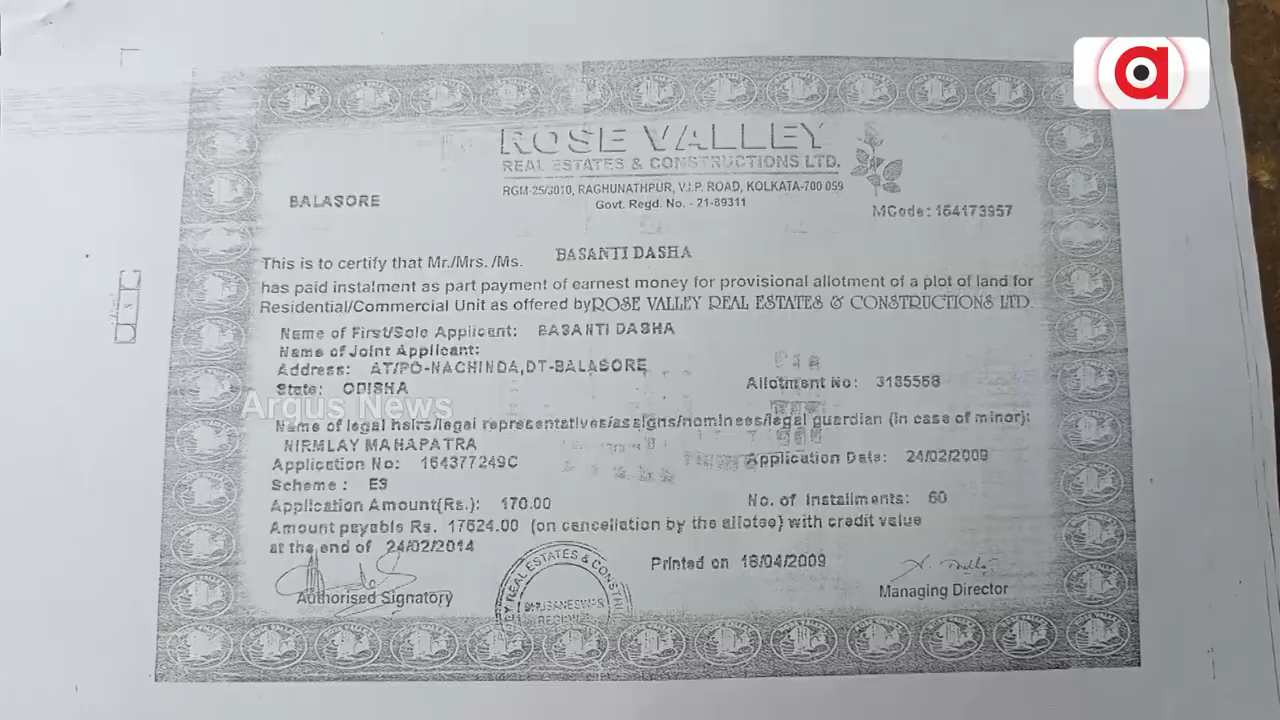 a
ROSE VALLEY
REAL ESTATES & CONSTRUCTIONS LTD.
RGM-25/3010, RAGHUNATHPUR, V.I.P. ROAD, KOLKATA-700 059
Govt. Regd. No. - 21-89311
BALASORE
MCode: 164173957
This is to certify that Mr./Mrs. /Ms. BASANTI DASHA
has paid instalment as part payment of earnest money for provisional allotment of a plot of land for
Residential/Commercial Unit as offered by ROSE VALLEY REAL ESTATES & CONSTRUCTIONS LTD.
Name of First/Sole Applicant: BASANTI DASHA
Name of Joint Applicant:
Address: AT/PO-NACHINDA,DT-BALASORE
State: ODISHA
Allotment No: 3185568
Argus News
Name of legal heirs/legal representatives/assigns/nominees/legal guardian (in case of minor):
NIRMLAY MAHAPATRA
Application No: 164377249C
Application Date: 24/02/2009
Scheme : ES
Application Amount(Rs.): 170.00
No. of Installments: 60
Amount payable Rs. 17624.00 (on cancellation by the allotee) with credit value
at the end of 24/02/2014
Printed on 18/04/2009
Authorised Signatory
Managing Director
REAL ESTATES &
BHUBANESWAR
REGIONAL